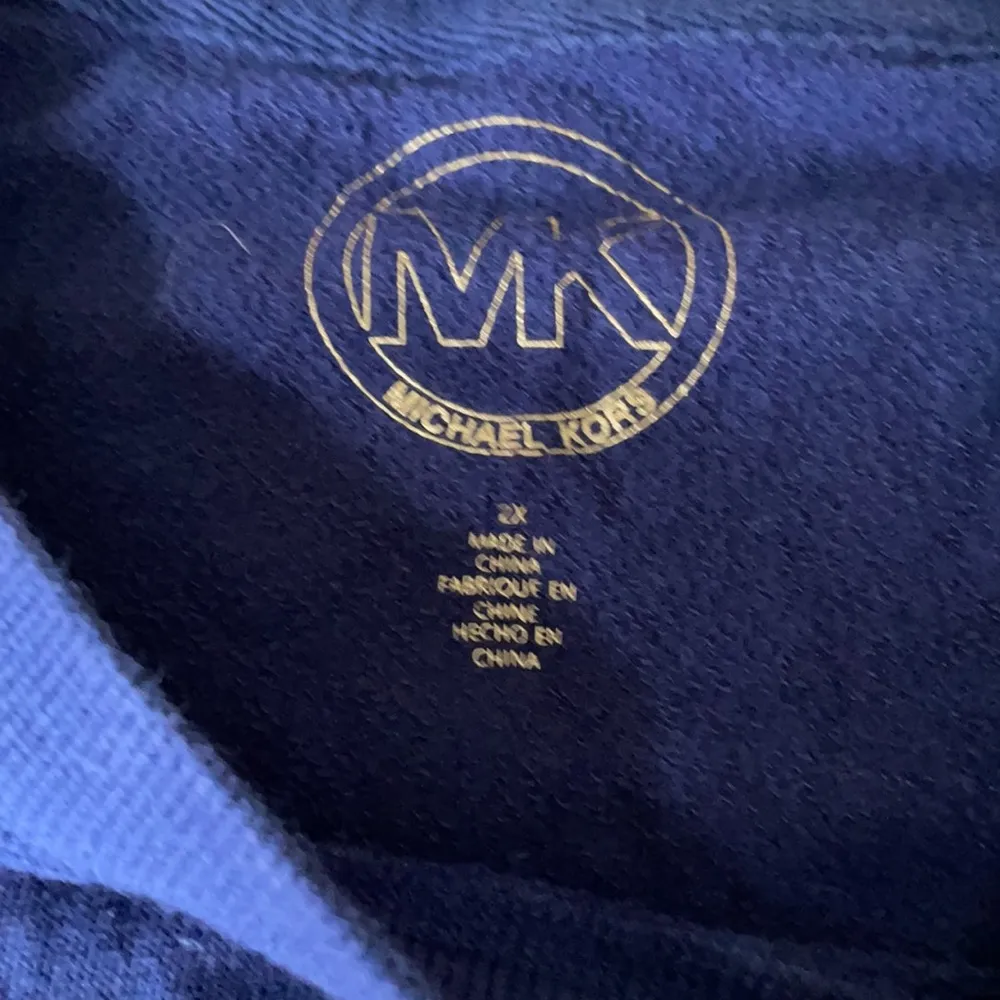 MK
MICHAEL KORS
2X
MADE IN
CHINA
FABRIQUE EN
CHINE
HECHO EN
CHINA